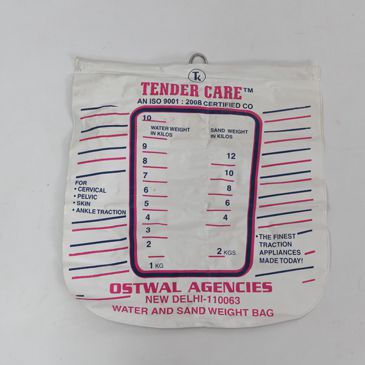 TK
TENDER CARE™
AN ISO 9001 : 2008 CERTIFIED CO
WATER WEIGHT
IN KILOS
10
9
8
7
6
5
4
3
2
1 KG
SAND WEIGHT
IN KILOS
12
10
8
6
4
2 KGS.
FOR
• CERVICAL
• PELVIC
• SKIN
• ANKLE TRACTION
• THE FINEST
TRACTION
APPLIANCES
MADE TODAY!
OSTWAL AGENCIES
NEW DELHI-110063
WATER AND SAND WEIGHT BAG